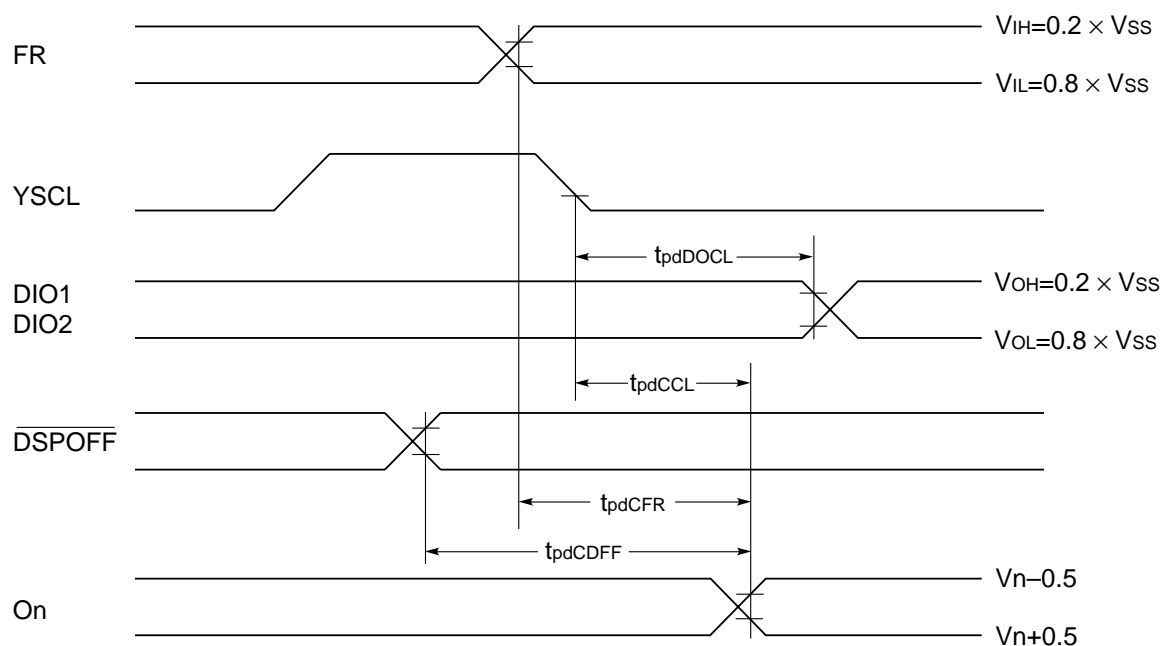 FR
VIH=0.2 × VSS
VIL=0.8 × VSS
YSCL
tpdDOCL
DIO1
DIO2
VOH=0.2 × VSS
VOL=0.8 × VSS
tpdCCL
DSPOFF
tpdCFR
tpdCDFF
On
Vn–0.5
Vn+0.5